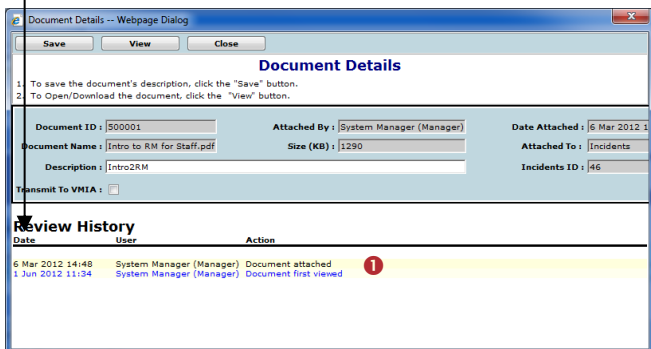 Document Details -- Webpage Dialog x
Save View Close
Document Details
1. To save the document's description, click the "Save" button.
2. To Open/Download the document, click the "View" button.
Document ID : 500001 Attached By : System Manager (Manager) Date Attached : 6 Mar 2012 1
Document Name : Intro to RM for Staff.pdf Size (KB) : 1290 Attached To : Incidents
Description : Intro2RM Incidents ID : 46
Transmit To VMIA :
Review History
Date User Action
6 Mar 2012 14:48 System Manager (Manager) Document attached 1
1 Jun 2012 11:34 System Manager (Manager) Document first viewed